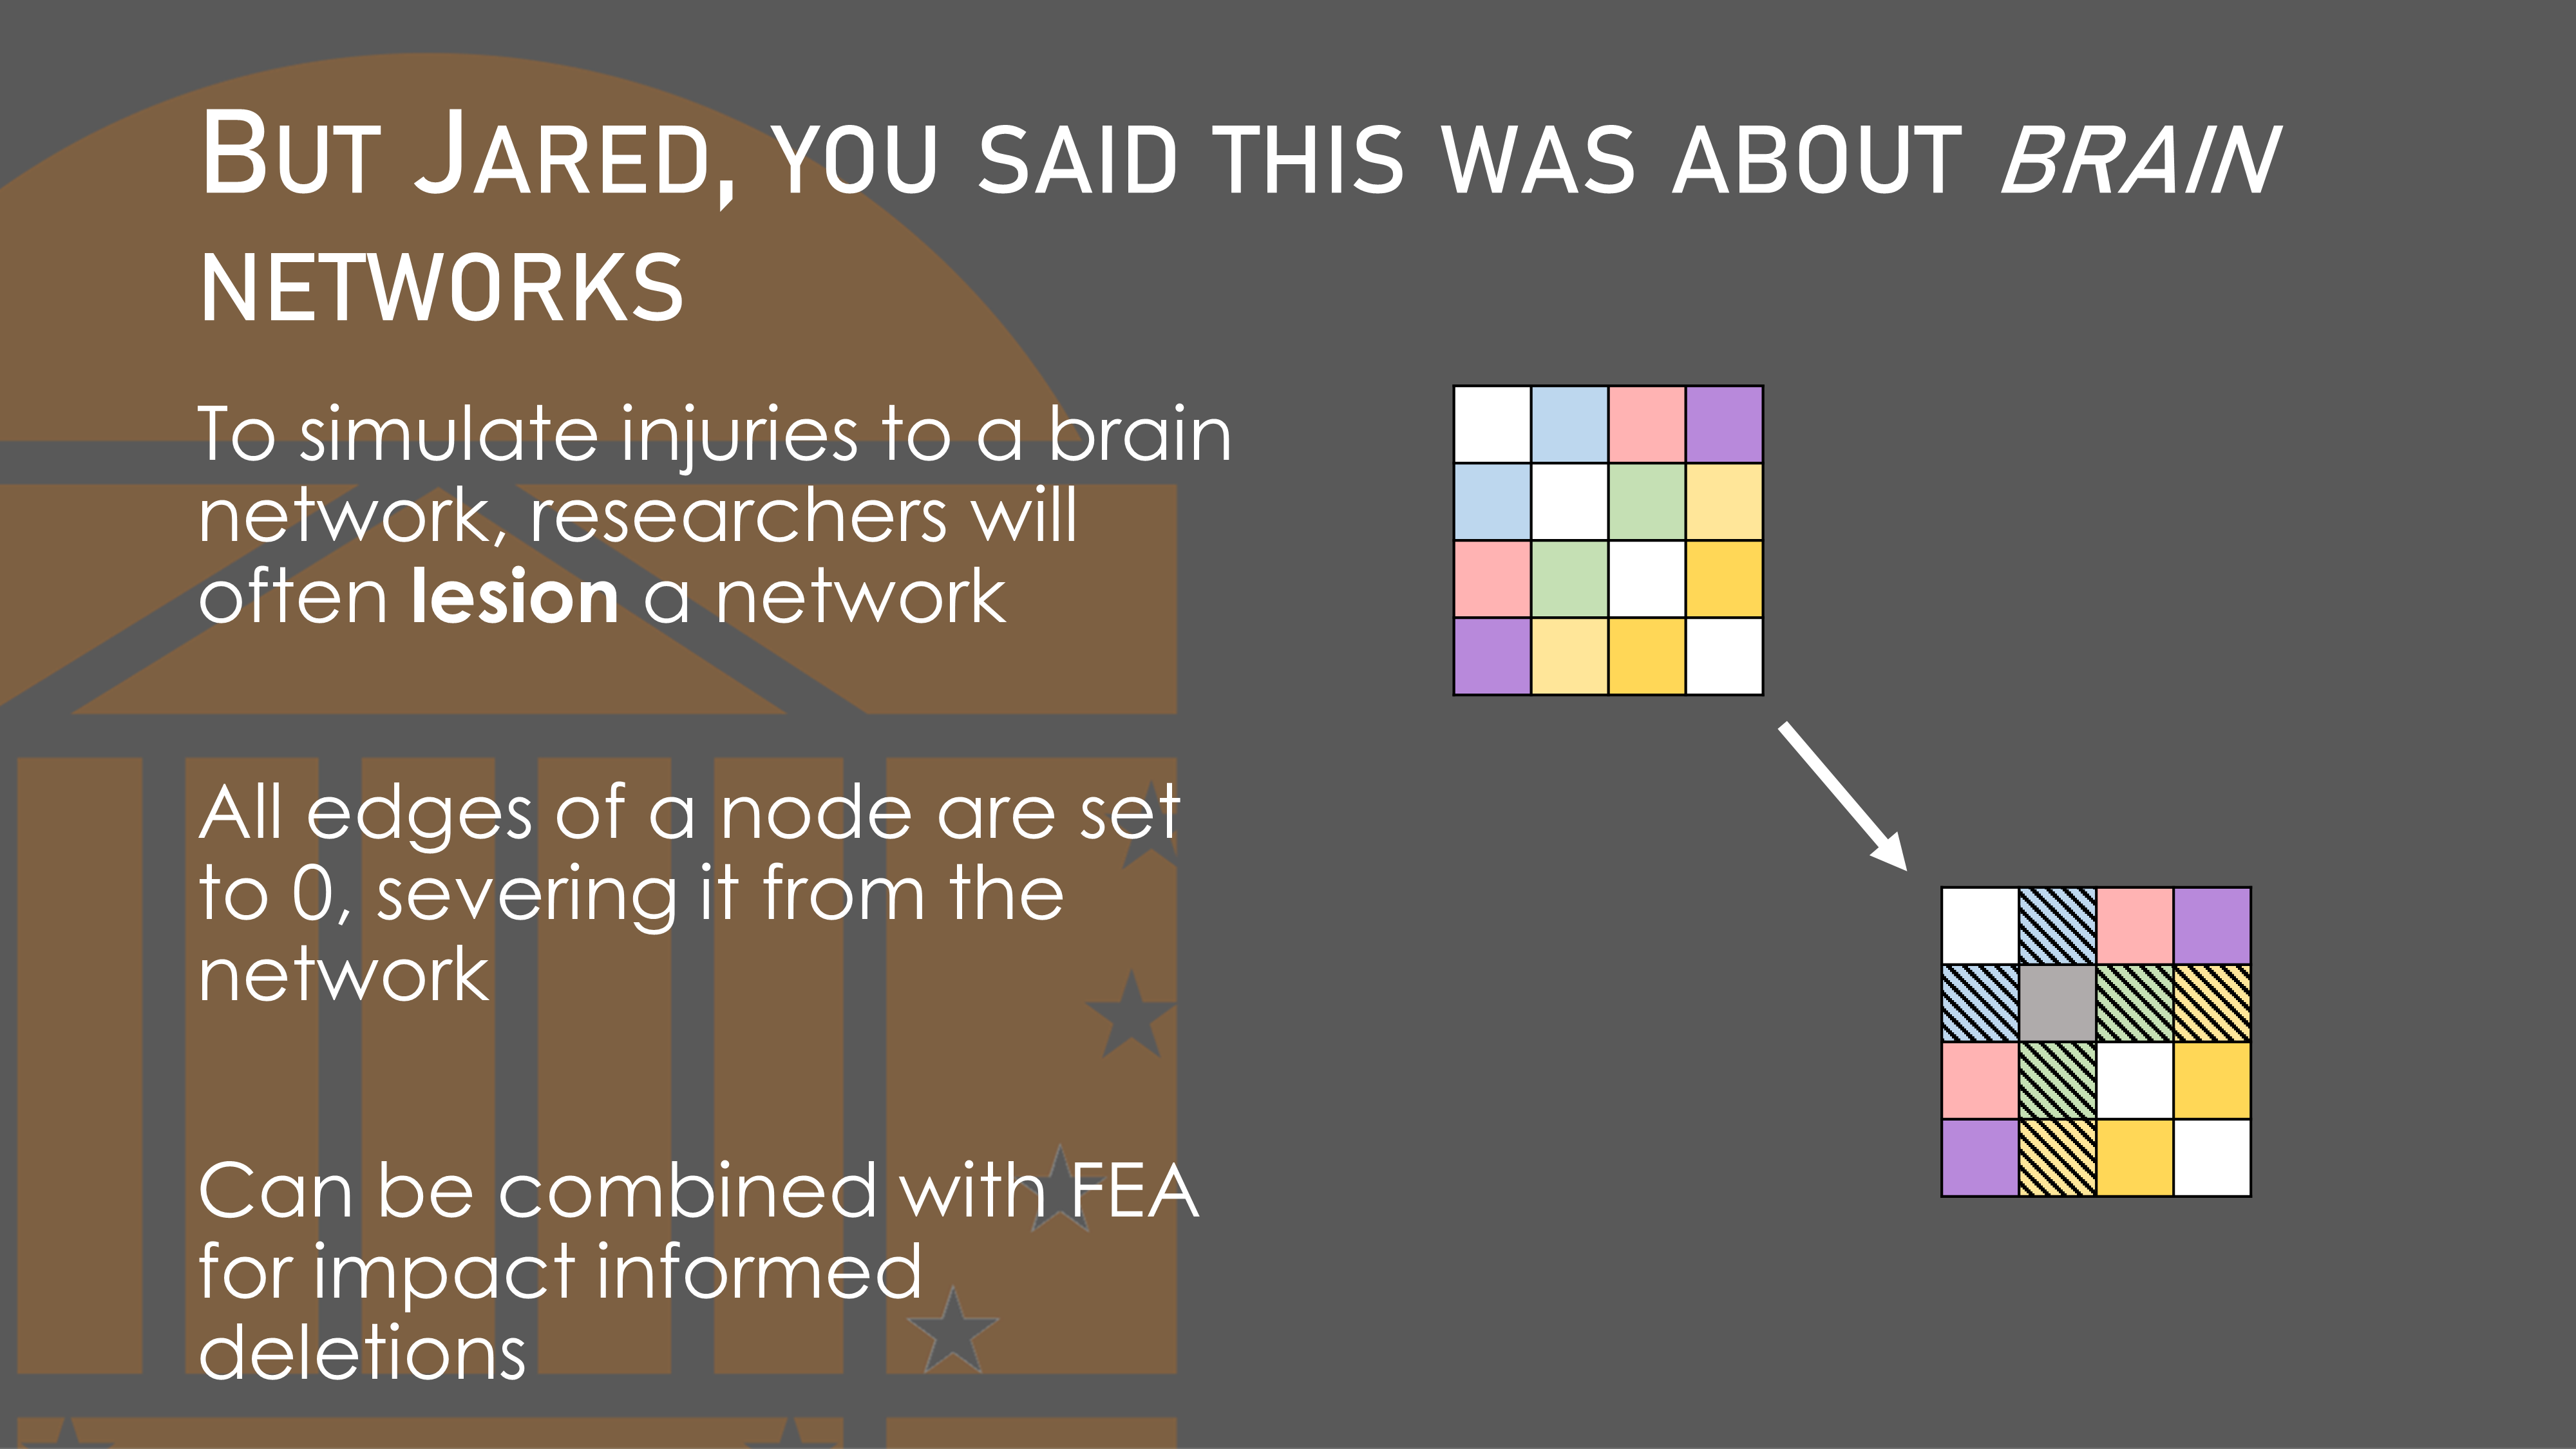 But Jared, you said this was about brain
networks
To simulate injuries to a brain
network, researchers will
often lesion a network
All edges of a node are set
to 0, severing it from the
network
Can be combined with FEA
for impact informed
deletions